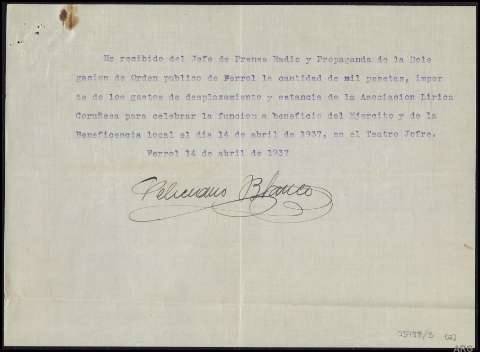 He recibido del Jefe de Prensa Radio y Propaganda de la Dele
gacion de Orden publico de Ferrol la cantidad de mil pesetas, impor
te de los gastos de desplazamiento y estancia de la Asociacion Lirica
Coruñesa para celebrar la funcion a beneficio del Ejercito y de la
Beneficencia local el dia 14 de abril de 1937, en el Teatro Jofre.
Ferrol 14 de abril de 1937
Feliciano Blanco
(2)
ARG